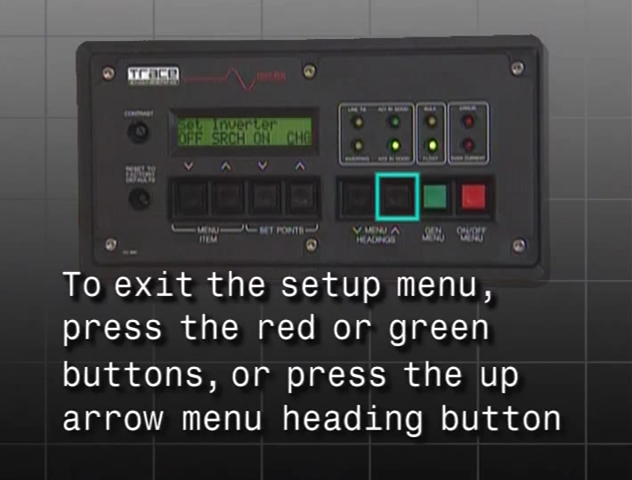 Trace
CONTRAST
Set Inverter
OFF SRCH ON CHG
RESET TO
FACTORY
DEFAULTS
MENU
ITEM
SET POINTS
MENU
HEADINGS
GEN
MENU
ON/OFF
MENU
LINE TIE
AC1 IN GOOD
BULK
ERROR
INVERTING
AC2 IN GOOD
FLOAT
OVER CURRENT
To exit the setup menu,
press the red or green
buttons, or press the up
arrow menu heading button